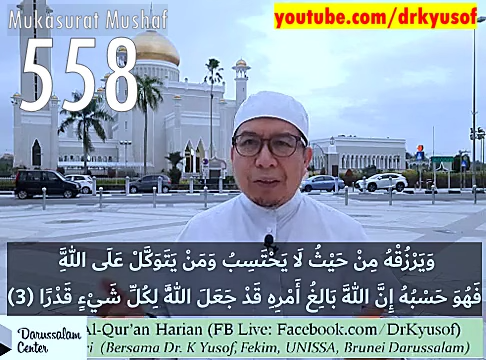 Mukasurat Mushaf
youtube.com/drkyusof
558
وَيَرْزُقْهُ مِنْ حَيْثُ لَا يَحْتَسِبُ وَمَنْ يَتَوَكَّلْ عَلَى اللَّهِ
فَهُوَ حَسْبُهُ إِنَّ اللَّهَ بَالِغُ أَمْرِهِ قَدْ جَعَلَ اللَّهُ لِكُلِّ شَيْءٍ قَدْرًا (3)
Al-Qur'an Harian (FB Live: Facebook.com/DrKyusof)
Darussalam
Center
(Bersama Dr. K Yusof, Fekim, UNISSA, Brunei Darussalam)